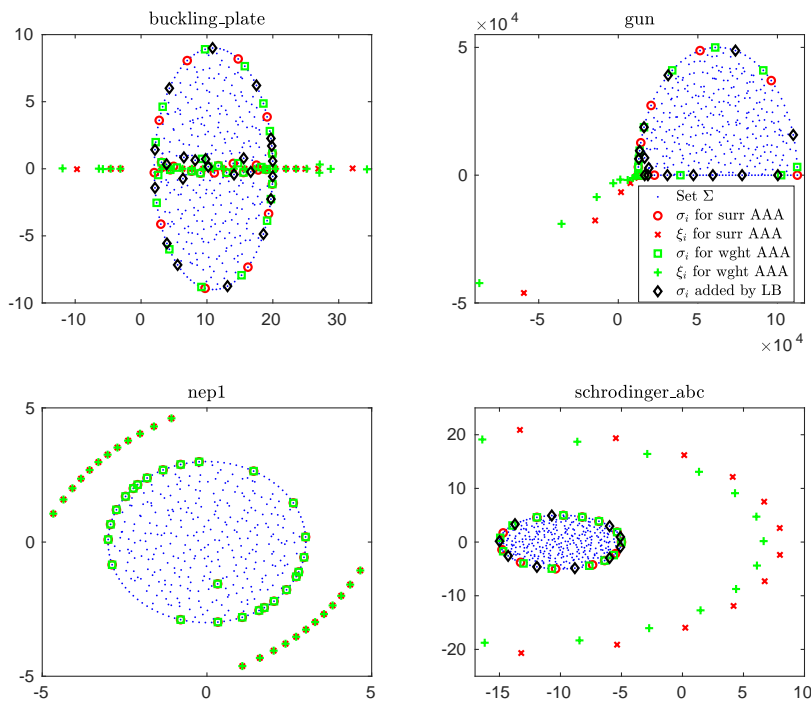 buckling_plate
10
5
0
-5
-10
-10 0 10 20 30
gun
×10⁴
5
0
-5
-5 0 5 10
×10⁴
Set Σ
σᵢ for surr AAA
ξᵢ for surr AAA
σᵢ for wght AAA
ξᵢ for wght AAA
σᵢ added by LB
nep1
5
0
-5
-5 0 5
schrodinger_abc
20
10
0
-10
-20
-15 -10 -5 0 5 10